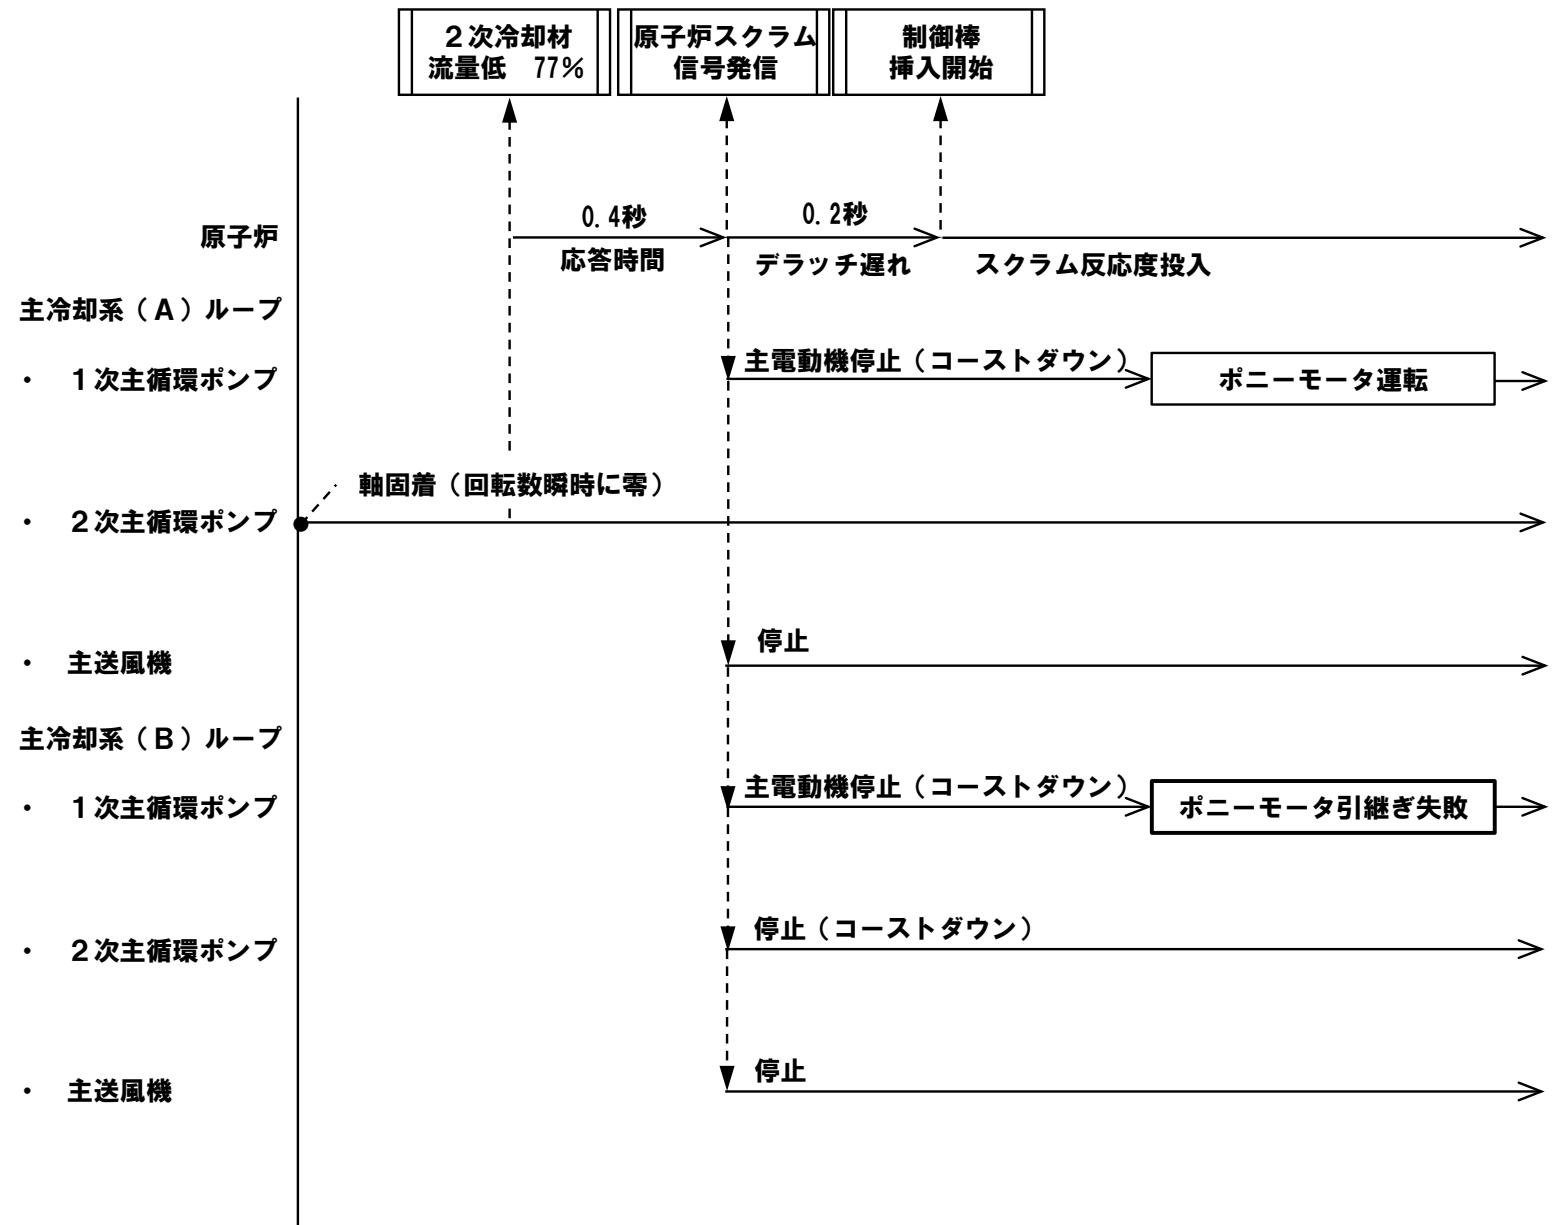 ２次冷却材
流量低　77％
原子炉スクラム
信号発信
制御棒
挿入開始
0.4秒
0.2秒
原子炉
応答時間
デラッチ遅れ
スクラム反応度投入
主冷却系（Ａ）ループ
主電動機停止（コーストダウン）
・　１次主循環ポンプ
ポニーモータ運転
軸固着（回転数瞬時に零）
・　２次主循環ポンプ
停止
・　主送風機
主冷却系（Ｂ）ループ
主電動機停止（コーストダウン）
・　１次主循環ポンプ
ポニーモータ引継ぎ失敗
停止（コーストダウン）
・　２次主循環ポンプ
停止
・　主送風機